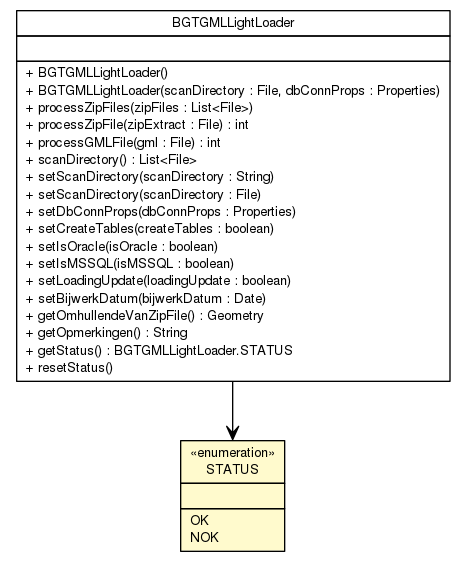 BGTGMLLightLoader
+ BGTGMLLightLoader()
+ BGTGMLLightLoader(scanDirectory : File, dbConnProps : Properties)
+ processZipFiles(zipFiles : List<File>)
+ processZipFile(zipExtract : File) : int
+ processGMLFile(gml : File) : int
+ scanDirectory() : List<File>
+ setScanDirectory(scanDirectory : String)
+ setScanDirectory(scanDirectory : File)
+ setDbConnProps(dbConnProps : Properties)
+ setCreateTables(createTables : boolean)
+ setIsOracle(isOracle : boolean)
+ setIsMSSQL(isMSSQL : boolean)
+ setLoadingUpdate(loadingUpdate : boolean)
+ setBijwerkDatum(bijwerkDatum : Date)
+ getOmhullendeVanZipFile() : Geometry
+ getOpmerkingen() : String
+ getStatus() : BGTGMLLightLoader.STATUS
+ resetStatus()
«enumeration»
STATUS
OK
NOK